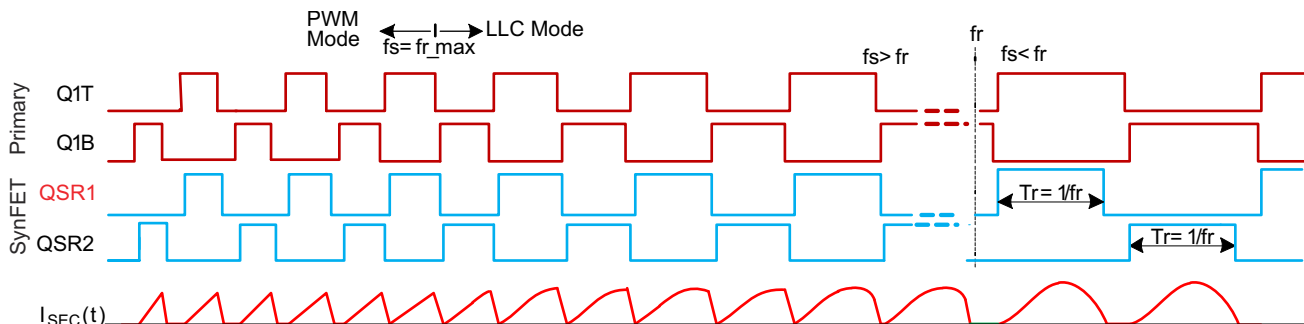 PWM Mode
fs= fr_max
LLC Mode
fs> fr
fr
fs< fr
Primary
Q1T
Q1B
SynFET
QSR1
Tr= 1/fr
QSR2
Tr= 1/fr
ISEC(t)